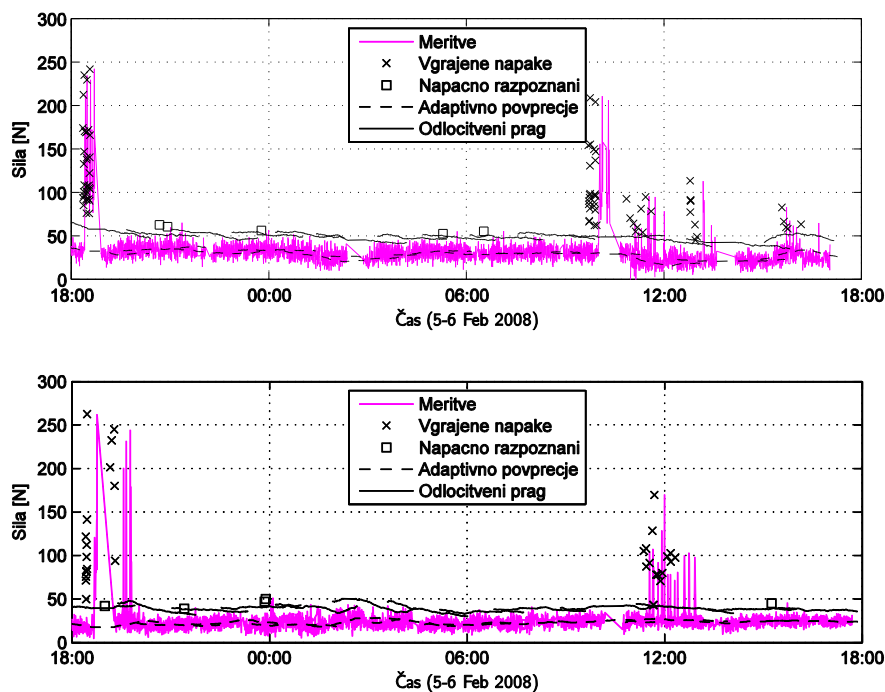 300
250
200
150
100
50
0
Sila [N]
Meritve
Vgrajene napake
Napacno razpoznani
Adaptivno povprecje
Odlocitveni prag
18:00 00:00 06:00 12:00 18:00
Čas (5-6 Feb 2008)
300
250
200
150
100
50
0
Sila [N]
Meritve
Vgrajene napake
Napacno razpoznani
Adaptivno povprecje
Odlocitveni prag
18:00 00:00 06:00 12:00 18:00
Čas (5-6 Feb 2008)